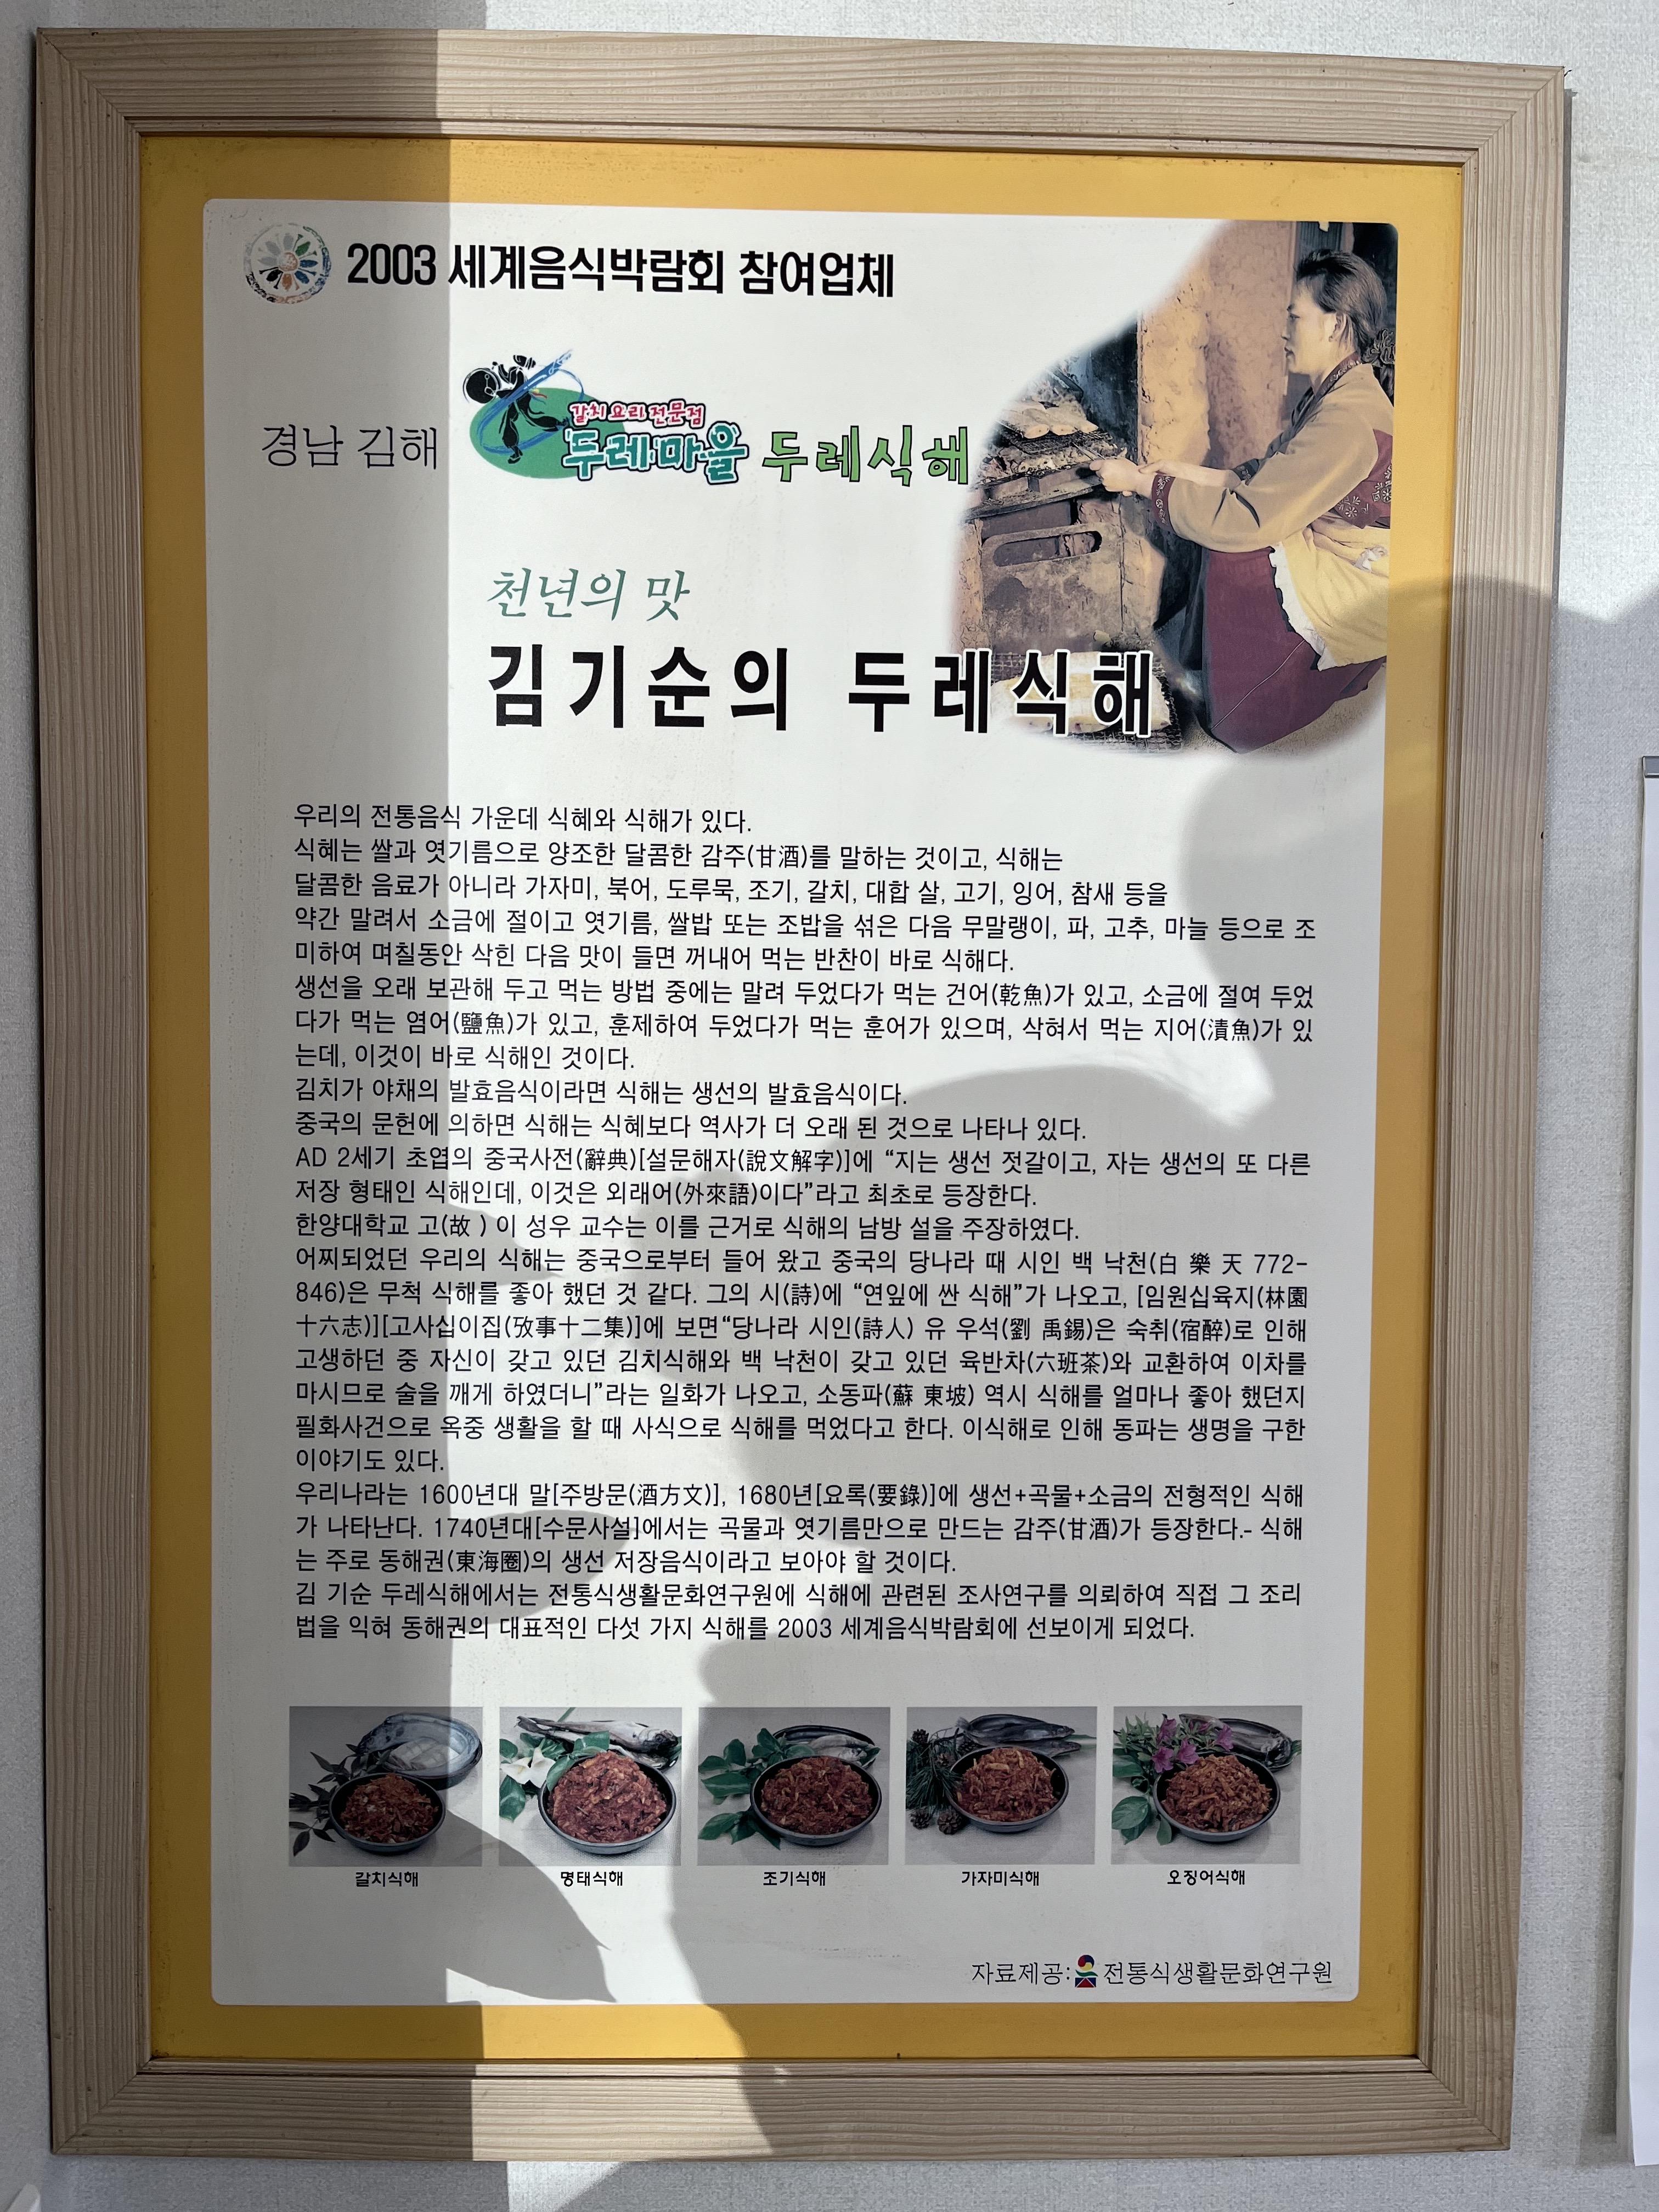 2003 세계음식박람회 참여업체
경남 김해
갈치요리전문점
두레마을 두레식해
천년의 맛
김기순의 두레식해
우리의 전통음식 가운데 식혜와 식해가 있다.
식혜는 쌀과 엿기름으로 양조한 달콤한 감주(甘酒)를 말하는 것이고, 식해는
달콤한 음료가 아니라 가자미, 북어, 도루묵, 조기, 갈치, 대합 살, 고기, 잉어, 참새 등을
약간 말려서 소금에 절이고 엿기름, 쌀밥 또는 조밥을 섞은 다음 무말랭이, 파, 고추, 마늘 등으로 조
미하여 며칠동안 삭힌 다음 맛이 들면 꺼내어 먹는 반찬이 바로 식해다.
생선을 오래 보관해 두고 먹는 방법 중에는 말려 두었다가 먹는 건어(乾魚)가 있고, 소금에 절여 두었
다가 먹는 염어(鹽魚)가 있고, 훈제하여 두었다가 먹는 훈어가 있으며, 삭혀서 먹는 지어(漬魚)가 있
는데, 이것이 바로 식해인 것이다.
김치가 야채의 발효음식이라면 식해는 생선의 발효음식이다.
중국의 문헌에 의하면 식해는 식혜보다 역사가 더 오래 된 것으로 나타나 있다.
AD 2세기 초엽의 중국사전(辭典)[설문해자(說文解字)]에 “지는 생선 젓갈이고, 자는 생선의 또 다른
저장 형태인 식해인데, 이것은 외래어(外來語)이다”라고 최초로 등장한다.
한양대학교 고(故 ) 이 성우 교수는 이를 근거로 식해의 남방 설을 주장하였다.
어찌되었던 우리의 식해는 중국으로부터 들어 왔고 중국의 당나라 때 시인 백 낙천(白 樂 天 772-
846)은 무척 식해를 좋아 했던 것 같다. 그의 시(詩)에 “연잎에 싼 식해”가 나오고, [임원십육지(林園
十六志)][고사십이집(攷事十二集)]에 보면“당나라 시인(詩人) 유 우석(劉 禹錫)은 숙취(宿醉)로 인해
고생하던 중 자신이 갖고 있던 김치식해와 백 낙천이 갖고 있던 육반차(六班茶)와 교환하여 이차를
마시므로 술을 깨게 하였더니”라는 일화가 나오고, 소동파(蘇 東坡) 역시 식해를 얼마나 좋아 했던지
필화사건으로 옥중 생활을 할 때 사식으로 식해를 먹었다고 한다. 이식해로 인해 동파는 생명을 구한
이야기도 있다.
우리나라는 1600년대 말[주방문(酒方文)], 1680년[요록(要錄)]에 생선+곡물+소금의 전형적인 식해
가 나타난다. 1740년대[수문사설]에서는 곡물과 엿기름만으로 만드는 감주(甘酒)가 등장한다.- 식해
는 주로 동해권(東海圈)의 생선 저장음식이라고 보아야 할 것이다.
김 기순 두레식해에서는 전통식생활문화연구원에 식해에 관련된 조사연구를 의뢰하여 직접 그 조리
법을 익혀 동해권의 대표적인 다섯 가지 식해를 2003 세계음식박람회에 선보이게 되었다.
갈치식해
명태식해
조기식해
가자미식해
오징어식해
자료제공: 전통식생활문화연구원